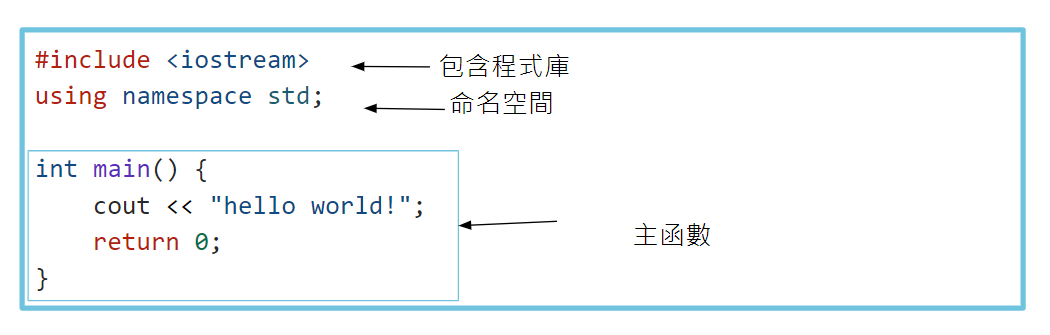 #include <iostream>
包含程式庫
using namespace std;
命名空間
int main() {
    cout << "hello world!";
    return 0;
}
主函數